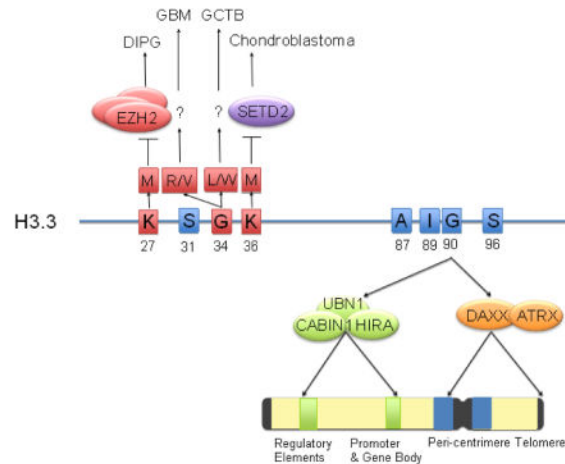 GBM GCTB
DIPG Chondroblastoma
EZH2 ? ? SETD2
M R/V L/W M
H3.3 K S G K A I G S
27 31 34 36 87 89 90 96
UBN1
CABIN1 HIRA DAXX ATRX
Regulatory Promoter Peri-centrimere Telomere
Elements & Gene Body